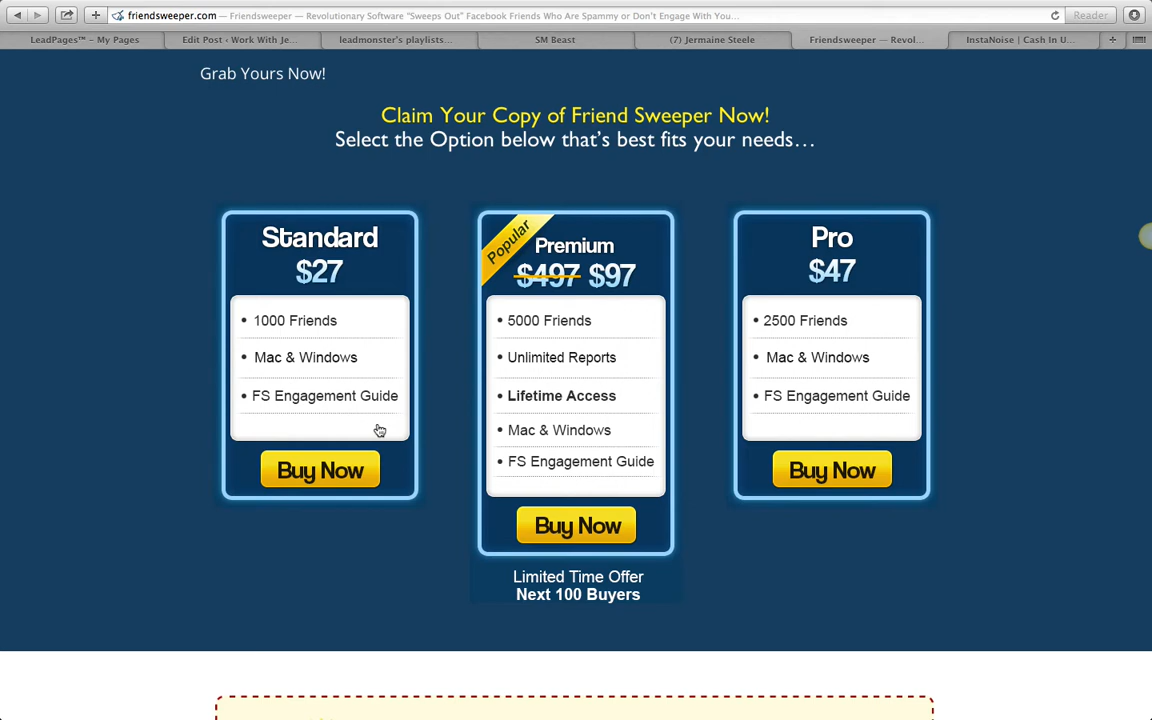 friendsweeper.com — Friendsweeper — Revolutionary Software “Sweeps Out” Facebook Friends Who Are Spammy or Don’t Engage With You…
Reader
LeadPages™ – My Pages
Edit Post ‹ Work With Je...
leadmonster's playlists...
SM Beast
(7) Jermaine Steele
Friendsweeper — Revol...
InstaNoise | Cash In U...
Grab Yours Now!
Claim Your Copy of Friend Sweeper Now!
Select the Option below that’s best fits your needs…
Standard
$27
• 1000 Friends
• Mac & Windows
• FS Engagement Guide
Buy Now
Popular
Premium
$497 $97
• 5000 Friends
• Unlimited Reports
• Lifetime Access
• Mac & Windows
• FS Engagement Guide
Buy Now
Limited Time Offer
Next 100 Buyers
Pro
$47
• 2500 Friends
• Mac & Windows
• FS Engagement Guide
Buy Now